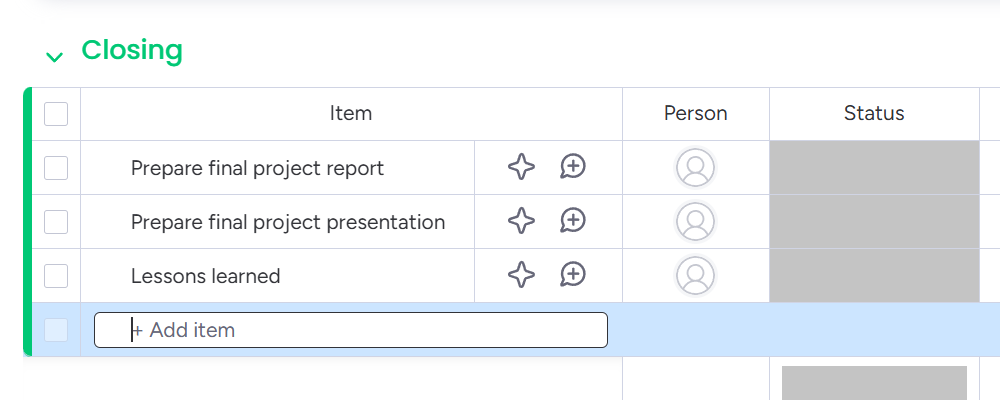 Closing
Item Person Status
Prepare final project report
Prepare final project presentation
Lessons learned
+ Add item